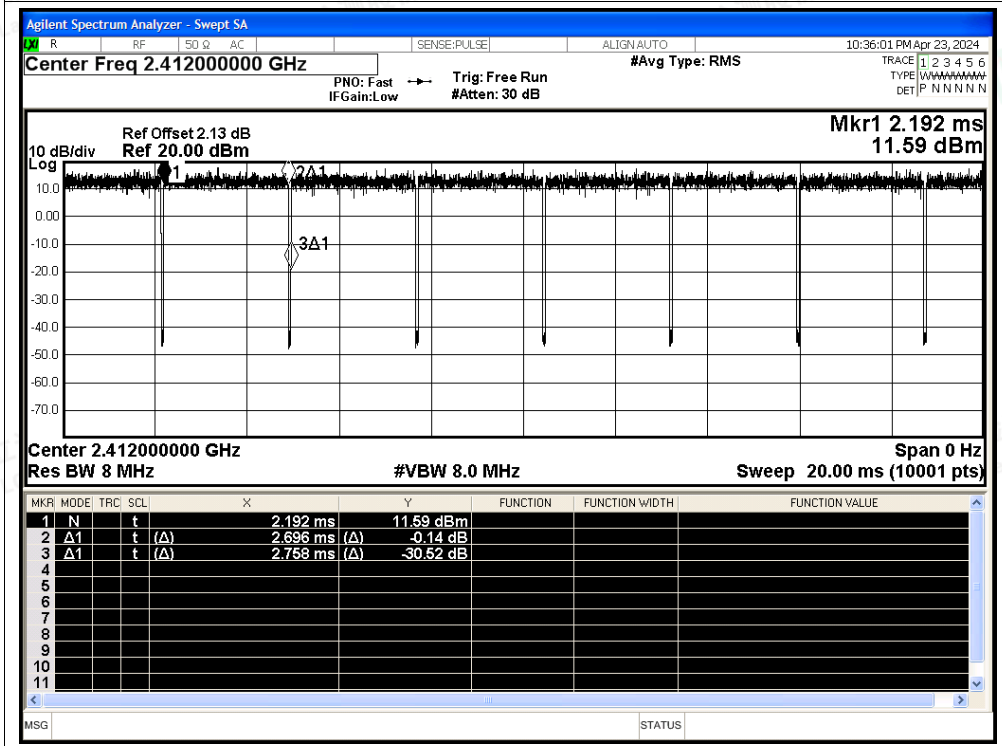 Agilent Spectrum Analyzer - Swept SA
LXI R RF 50 Ω AC SENSE:PULSE ALIGN AUTO 10:36:01 PM Apr 23, 2024
Center Freq 2.412000000 GHz #Avg Type: RMS TRACE 1 2 3 4 5 6
PNO: Fast Trig: Free Run TYPE WWWWWW
IFGain:Low #Atten: 30 dB DET P N N N N N
Mkr1 2.192 ms
Ref Offset 2.13 dB
10 dB/div Ref 20.00 dBm 11.59 dBm
Log
1 2Δ1
10.0
0.00
-10.0 3Δ1
-20.0
-30.0
-40.0
-50.0
-60.0
-70.0
Center 2.412000000 GHz Span 0 Hz
Res BW 8 MHz #VBW 8.0 MHz Sweep 20.00 ms (10001 pts)
MKR MODE TRC SCL X Y FUNCTION FUNCTION WIDTH FUNCTION VALUE
1 N t 2.192 ms 11.59 dBm
2 Δ1 t (Δ) 2.696 ms (Δ) -0.14 dB
3 Δ1 t (Δ) 2.758 ms (Δ) -30.52 dB
4
5
6
7
8
9
10
11
MSG STATUS